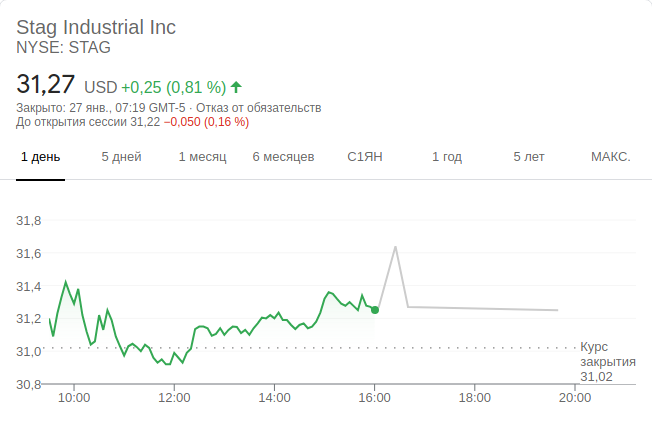 Stag Industrial Inc
NYSE: STAG
31,27 USD +0,25 (0,81 %)
Закрыто: 27 янв., 07:19 GMT-5 · Отказ от обязательств
До открытия сессии 31,22 −0,050 (0,16 %)
1 день 5 дней 1 месяц 6 месяцев С1ЯН 1 год 5 лет МАКС.
31,8
31,6
31,4
31,2
31,0
30,8
Курс
закрытия
31,02
10:00 12:00 14:00 16:00 18:00 20:00